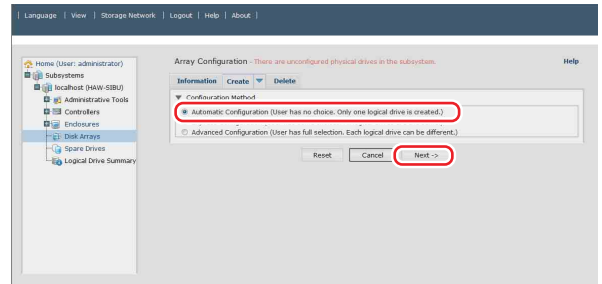 | Language | View | Storage Network | Logout | Help | About |
Home (User: administrator)
Subsystems
localhost (HAW-SIBU)
Administrative Tools
Controllers
Enclosures
Disk Arrays
Spare Drives
Logical Drive Summary
Array Configuration - There are unconfigured physical drives in the subsystem.
Help
Information Create Delete
Configuration Method
Automatic Configuration (User has no choice. Only one logical drive is created.)
Advanced Configuration (User has full selection. Each logical drive can be different.)
Reset Cancel Next ->